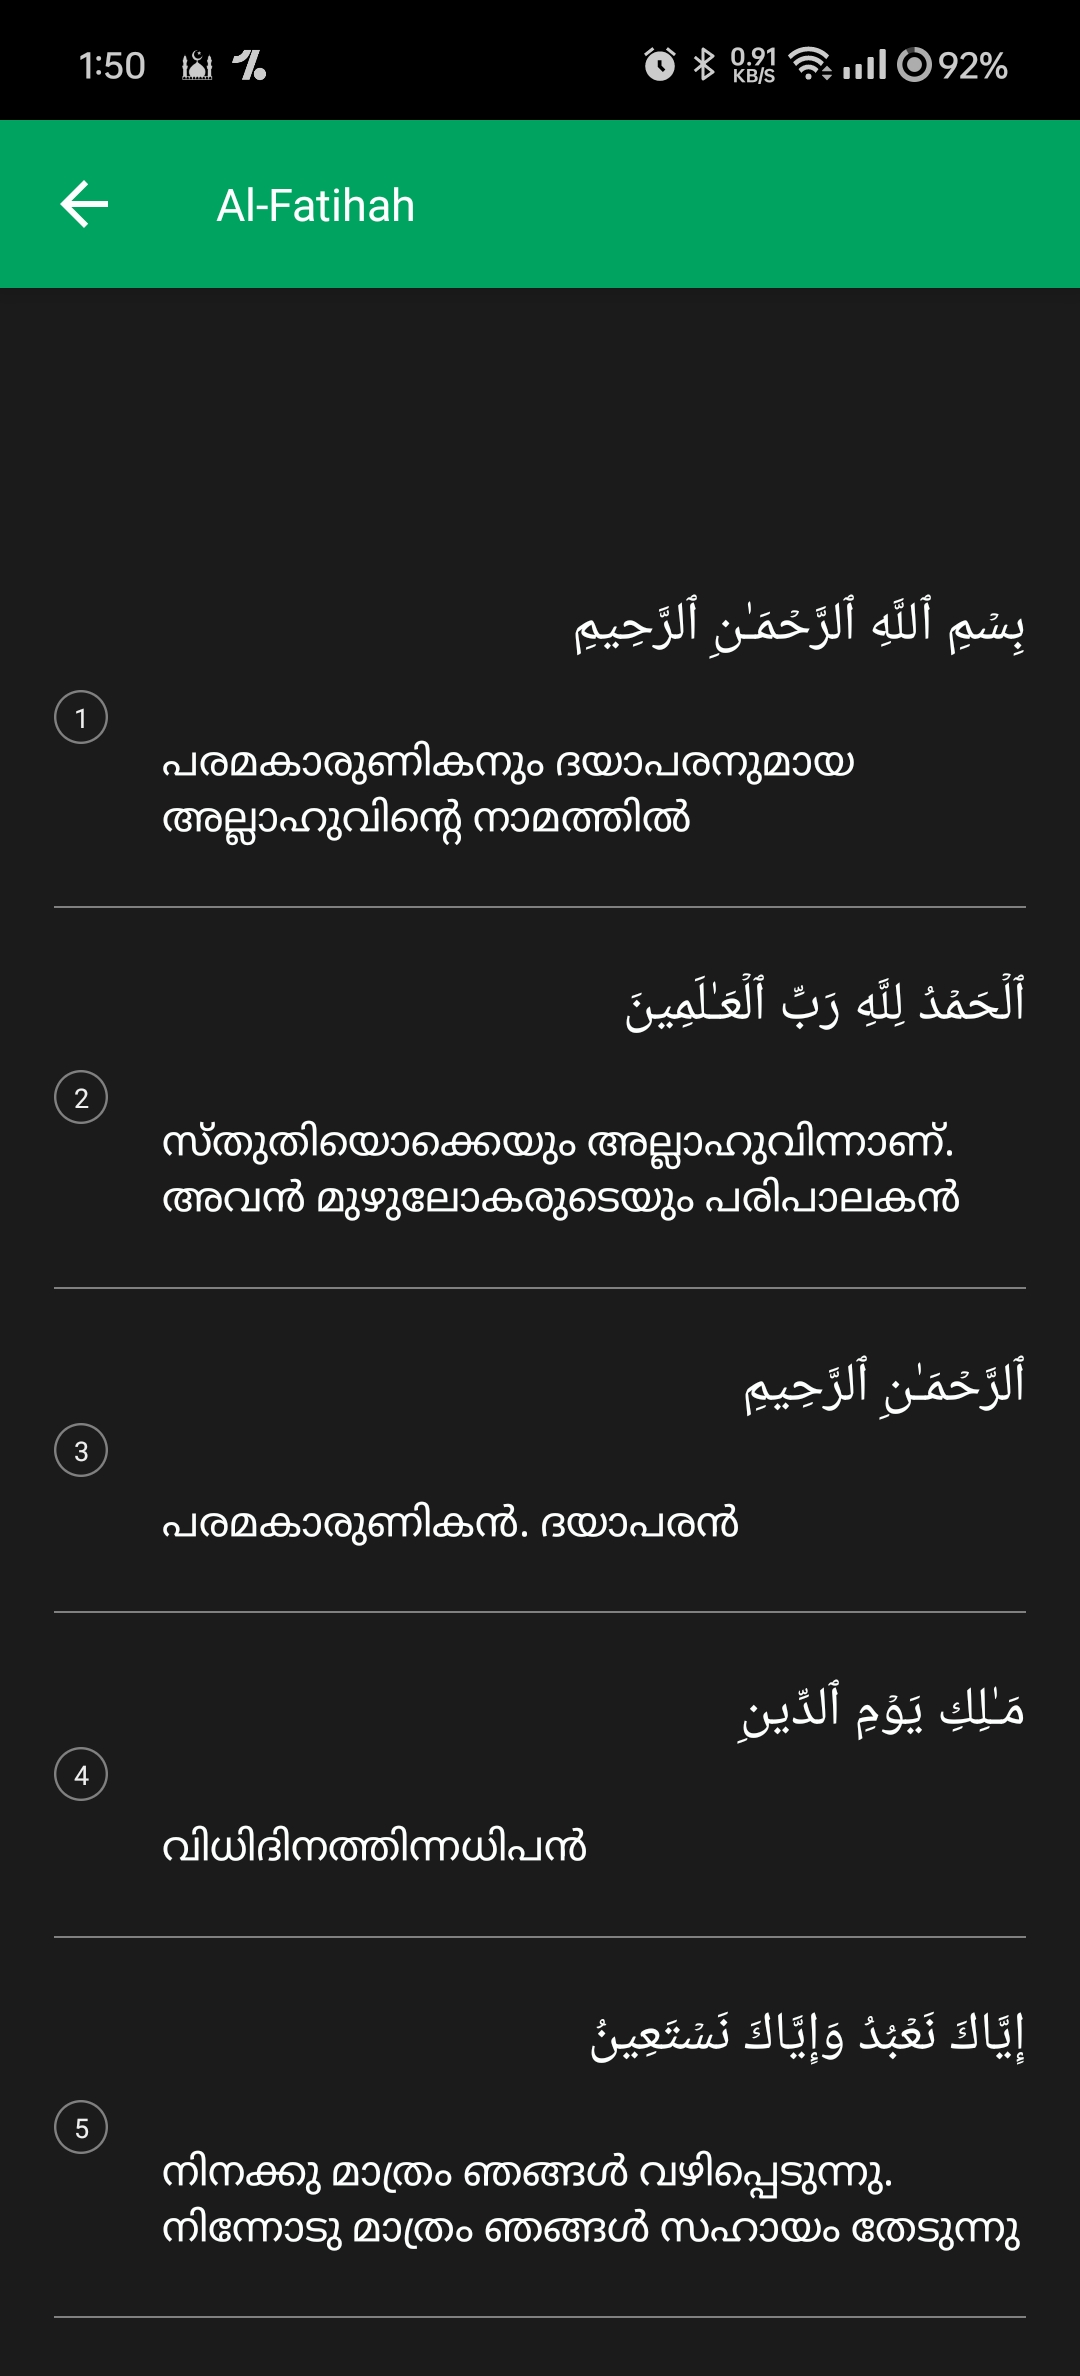 1:50
0.91
KB/S
92%
Al-Fatihah
بِسْمِ ٱللَّهِ ٱلرَّحْمَـٰنِ ٱلرَّحِيمِ
1
പരമകാരുണികനും ദയാപരനുമായ
അല്ലാഹുവിന്റെ നാമത്തില്‍
ٱلْحَمْدُ لِلَّهِ رَبِّ ٱلْعَـٰلَمِينَ
2
സ്തുതിയൊക്കെയും അല്ലാഹുവിന്നാണ്.
അവന്‍ മുഴുലോകരുടെയും പരിപാലകന്‍
ٱلرَّحْمَـٰنِ ٱلرَّحِيمِ
3
പരമകാരുണികന്‍. ദയാപരന്‍
مَـٰلِكِ يَوْمِ ٱلدِّينِ
4
വിധിദിനത്തിന്നധിപന്‍
إِيَّاكَ نَعْبُدُ وَإِيَّاكَ نَسْتَعِينُ
5
നിനക്കു മാത്രം ഞങ്ങള്‍ വഴിപ്പെടുന്നു.
നിന്നോടു മാത്രം ഞങ്ങള്‍ സഹായം തേടുന്നു